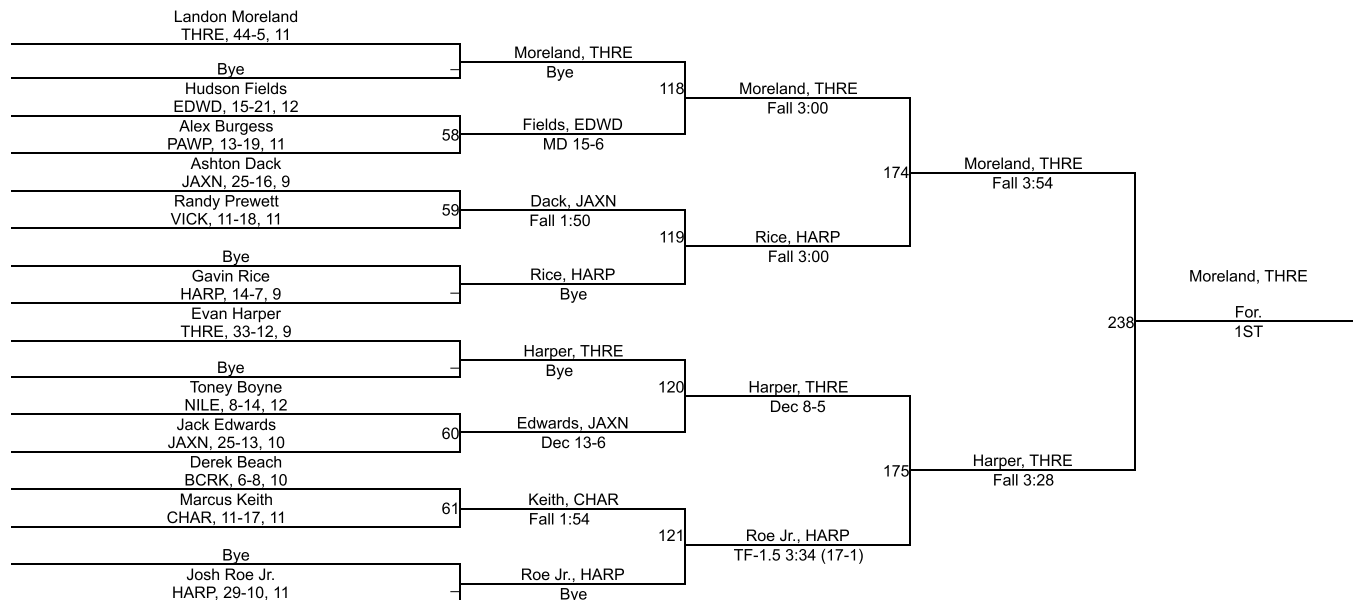 Landon Moreland
THRE, 44-5, 11
Bye
Hudson Fields
EDWD, 15-21, 12
Alex Burgess
PAWP, 13-19, 11
Ashton Dack
JAXN, 25-16, 9
Randy Prewett
VICK, 11-18, 11
Bye
Gavin Rice
HARP, 14-7, 9
Evan Harper
THRE, 33-12, 9
Bye
Toney Boyne
NILE, 8-14, 12
Jack Edwards
JAXN, 25-13, 10
Derek Beach
BCRK, 6-8, 10
Marcus Keith
CHAR, 11-17, 11
Bye
Josh Roe Jr.
HARP, 29-10, 11
–
58
59
–
–
60
61
–
Moreland, THRE
Bye
Fields, EDWD
MD 15-6
Dack, JAXN
Fall 1:50
Rice, HARP
Bye
Harper, THRE
Bye
Edwards, JAXN
Dec 13-6
Keith, CHAR
Fall 1:54
Roe Jr., HARP
Bye
118
119
120
121
Moreland, THRE
Fall 3:00
Rice, HARP
Fall 3:00
Harper, THRE
Dec 8-5
Roe Jr., HARP
TF-1.5 3:34 (17-1)
174
175
Moreland, THRE
Fall 3:54
Harper, THRE
Fall 3:28
238
Moreland, THRE
For.
1ST